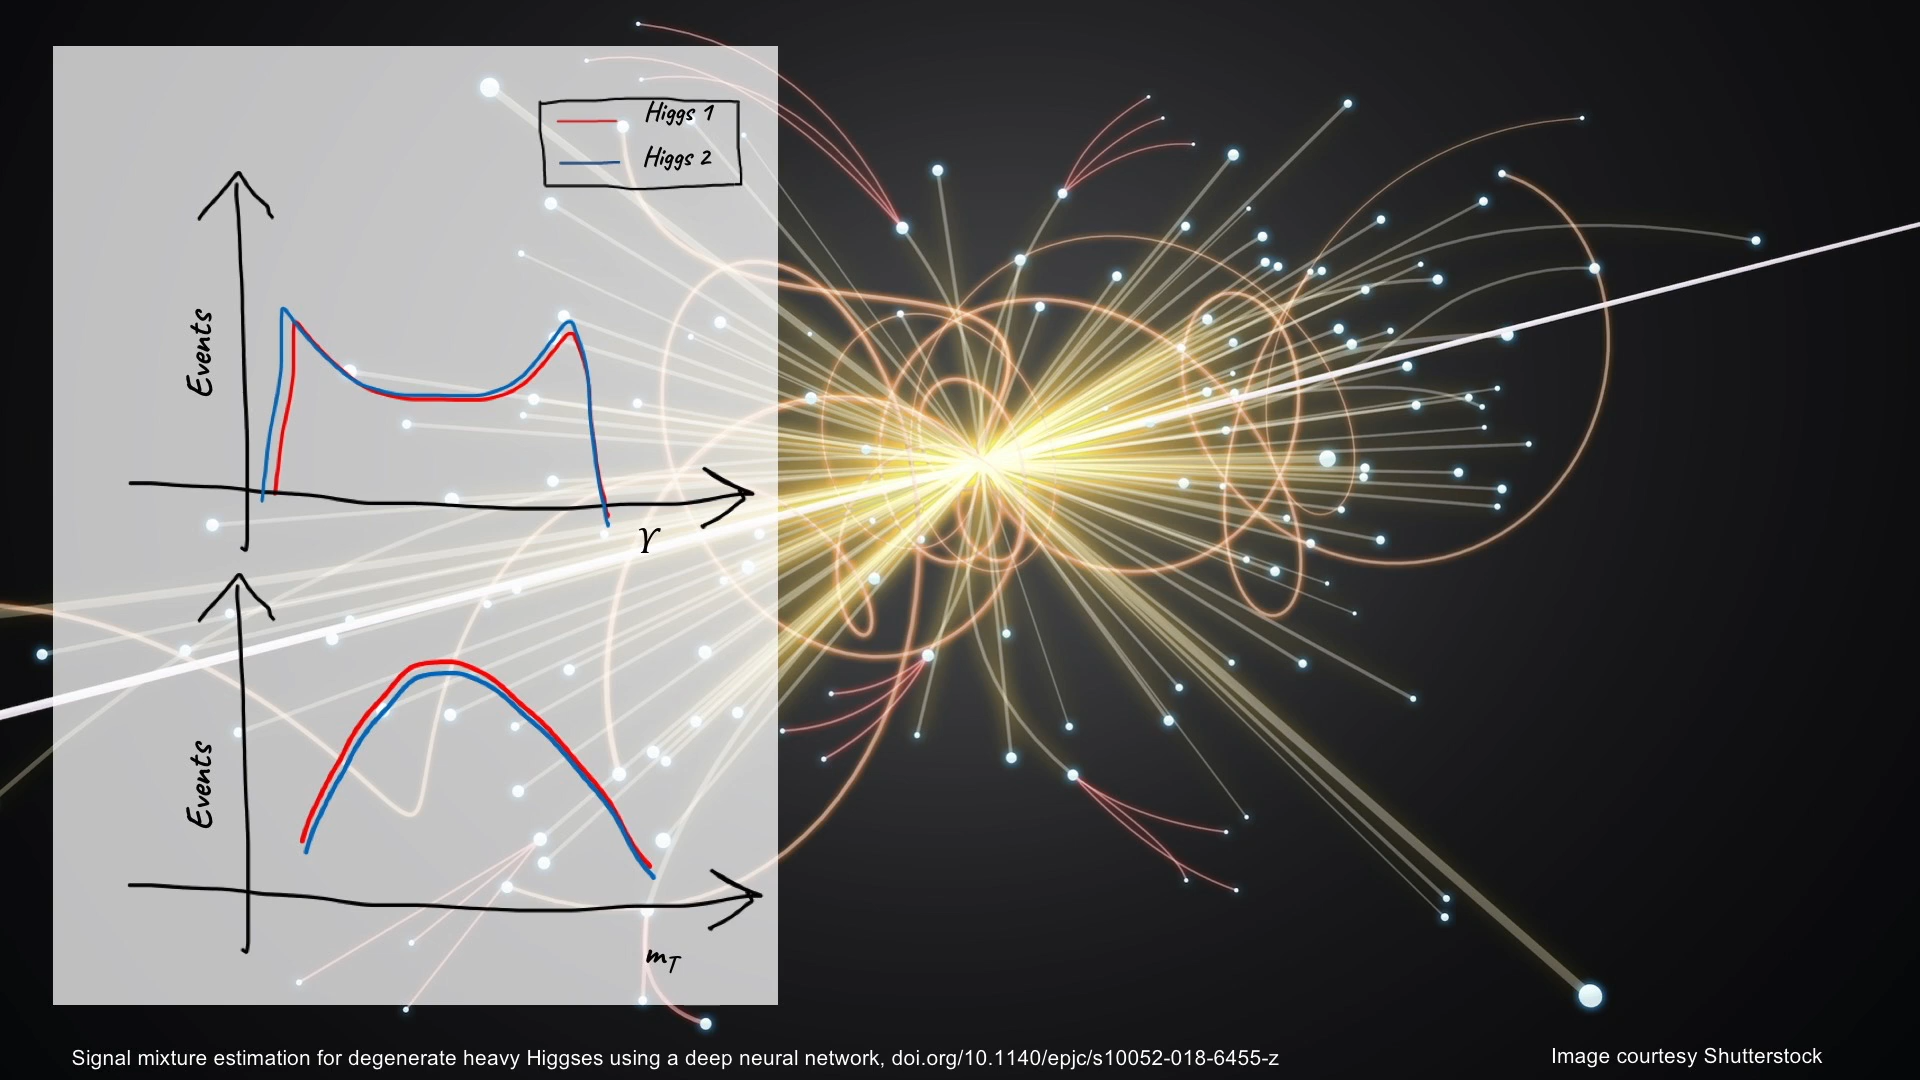 Higgs 1
Higgs 2
Events
ϒ
Events
mT
Signal mixture estimation for degenerate heavy Higgses using a deep neural network, doi.org/10.1140/epjc/s10052-018-6455-z
Image courtesy Shutterstock